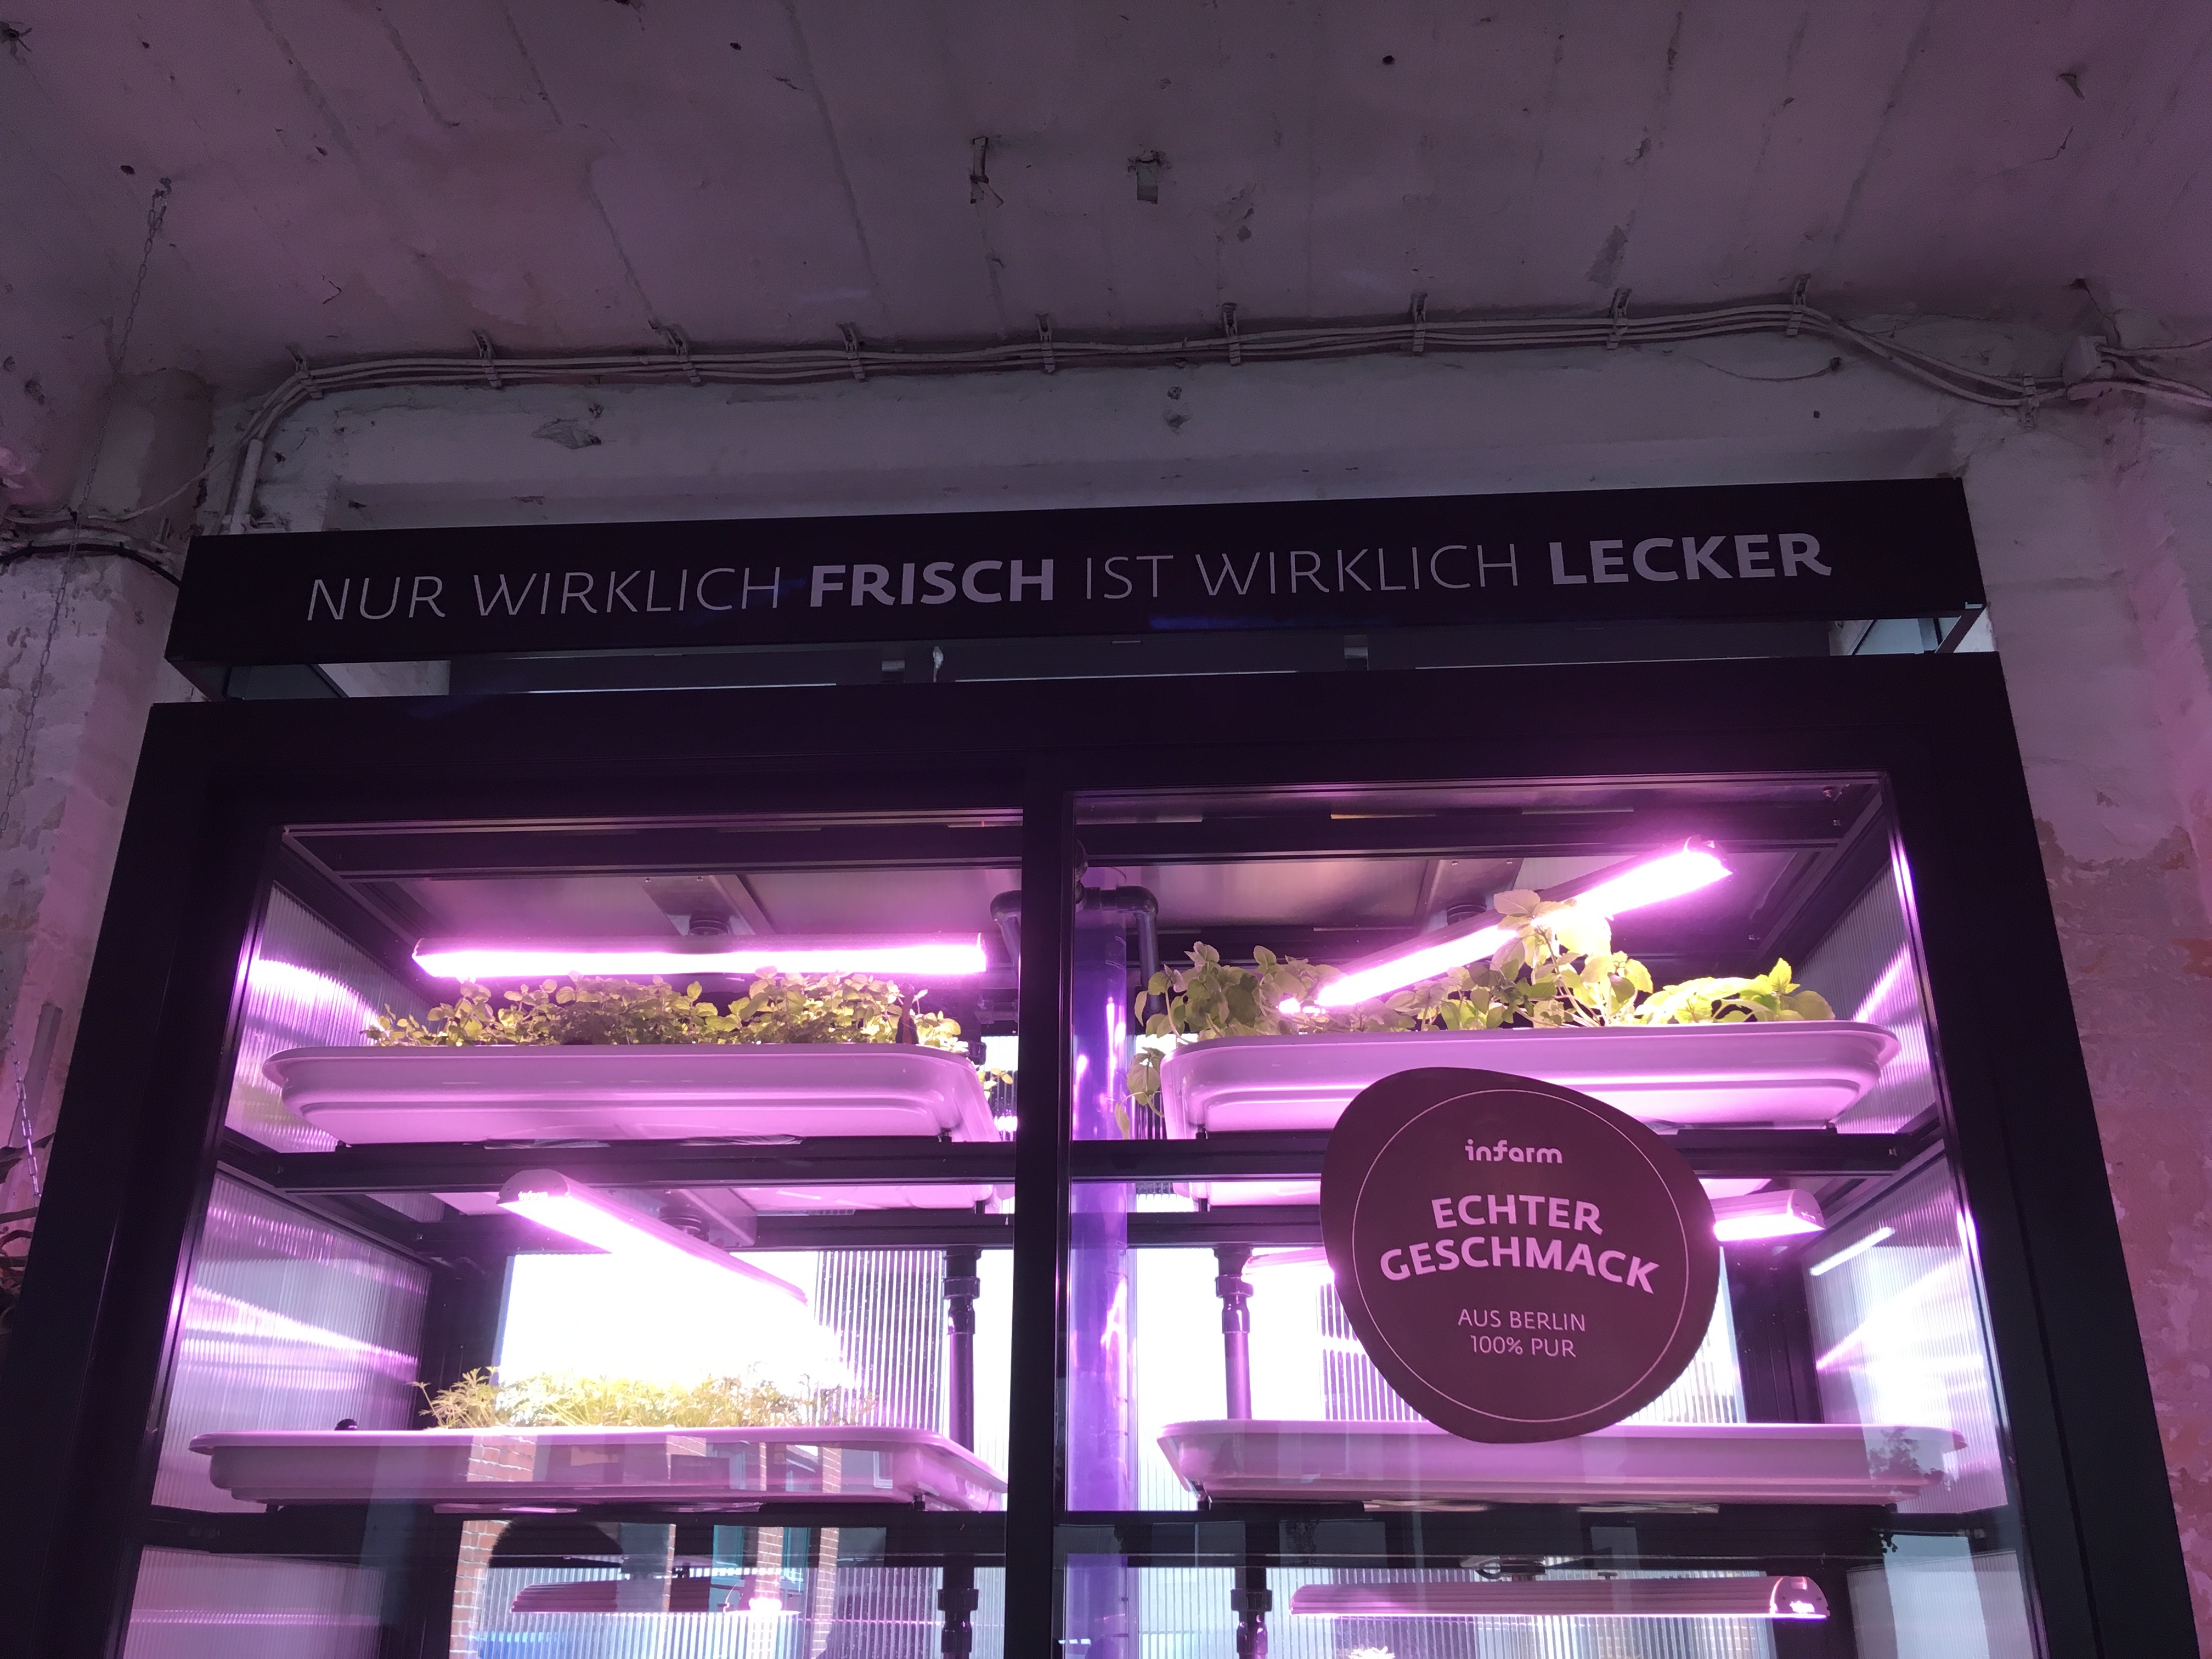 NUR WIRKLICH FRISCH IST WIRKLICH LECKER
infarm
ECHTER
GESCHMACK
AUS BERLIN
100% PUR